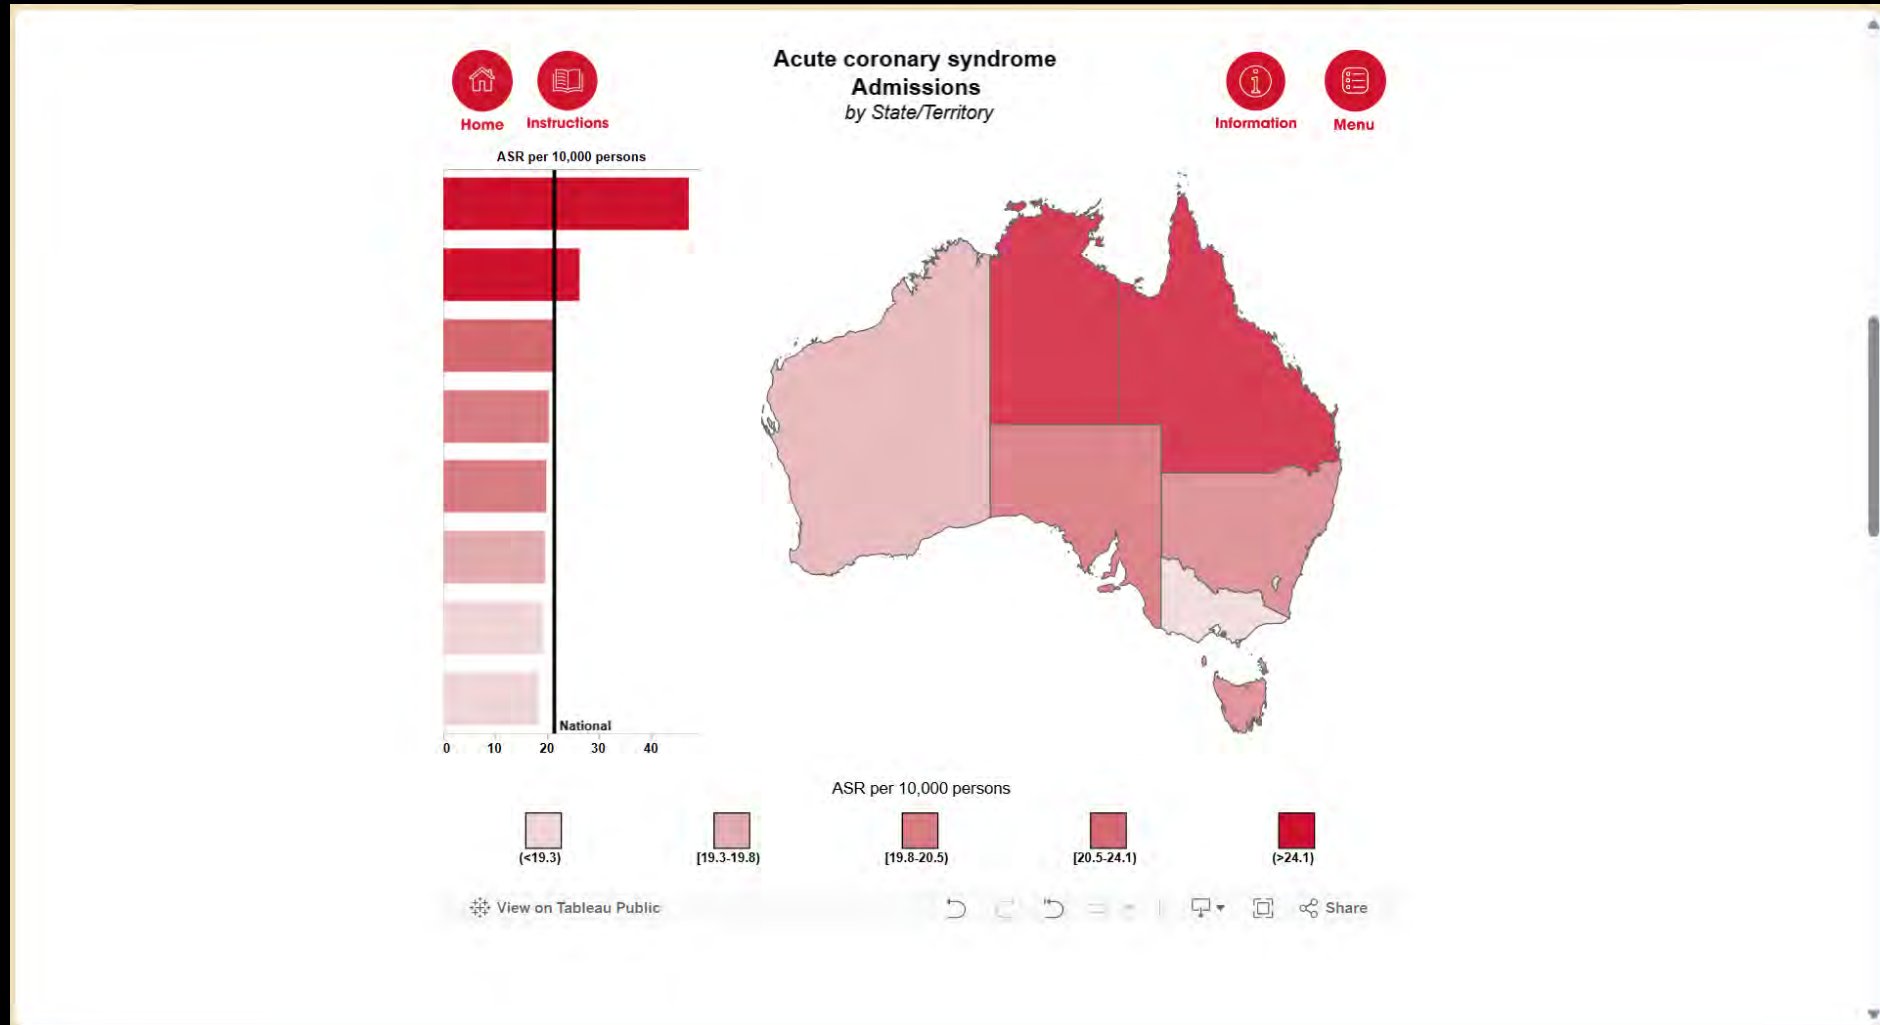 Acute coronary syndrome
Admissions
by State/Territory
Home
Instructions
Information
Menu
ASR per 10,000 persons
National
0 10 20 30 40
ASR per 10,000 persons
(<19.3)
[19.3-19.8)
[19.8-20.5)
[20.5-24.1)
(>24.1)
View on Tableau Public
Share